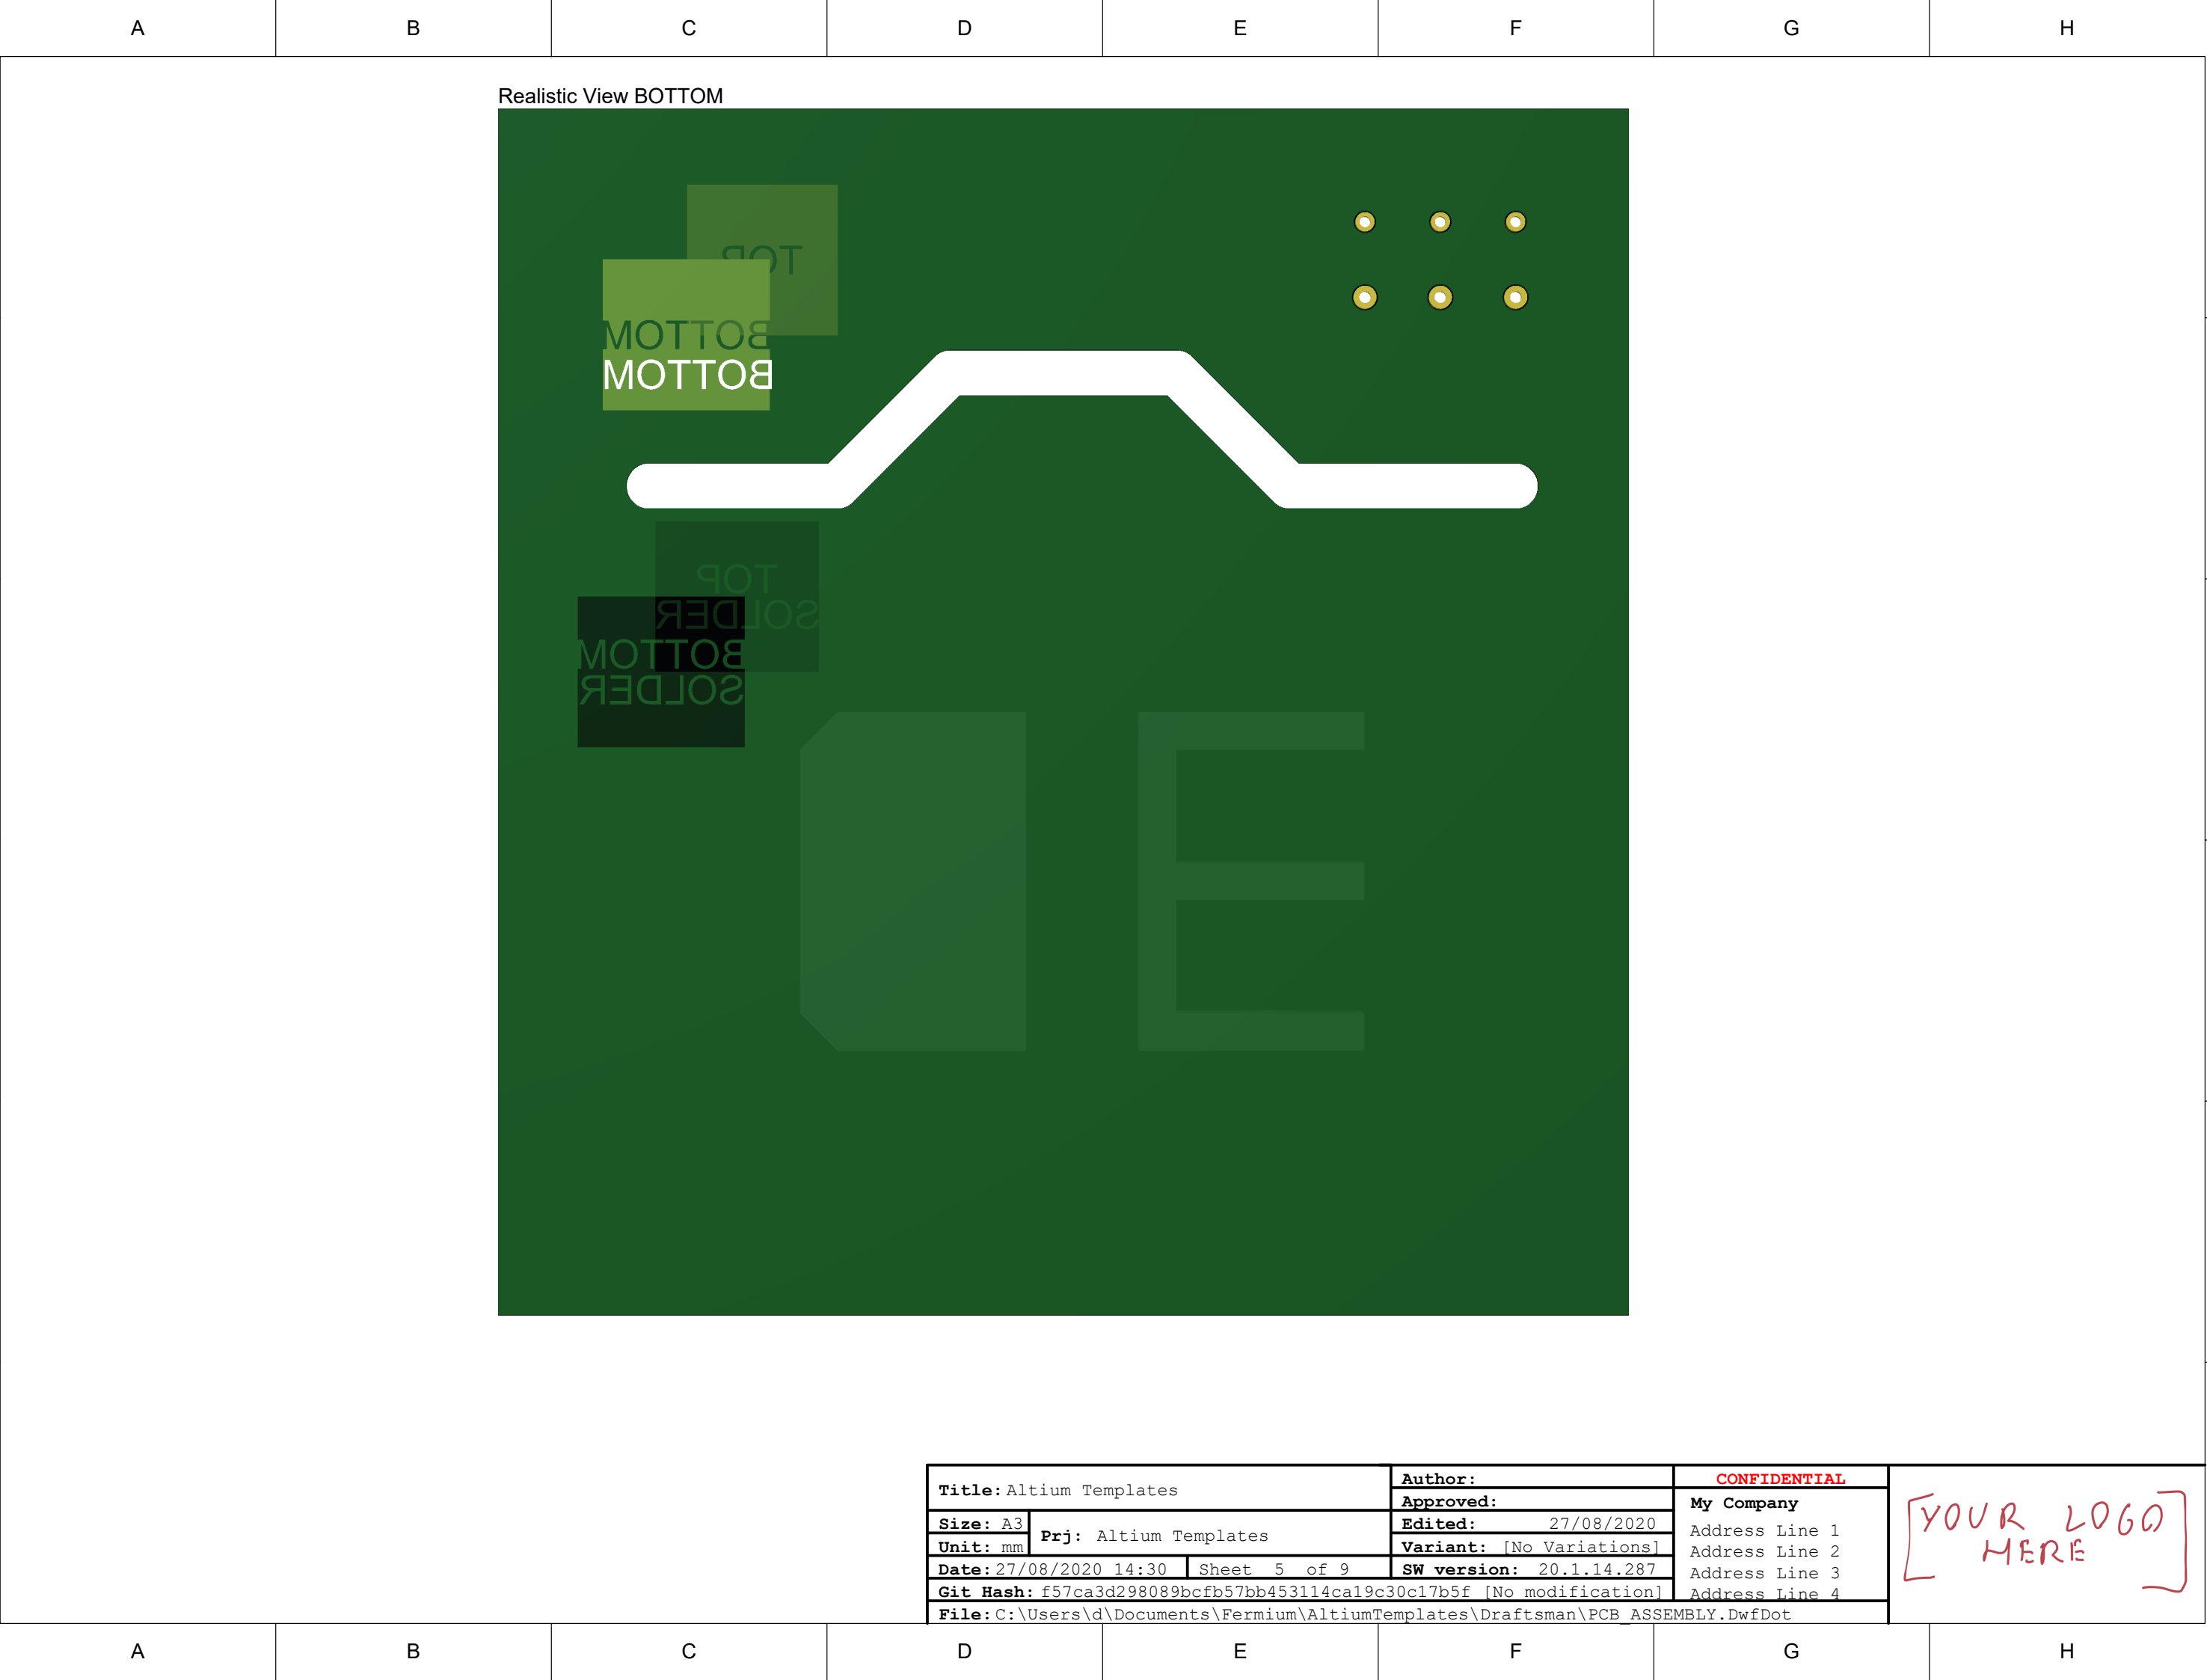 A B C D E F G H
Realistic View BOTTOM
TOP
BOTTOM
BOTTOM
TOP
SOLDER
BOTTOM
SOLDER
E
Title: Altium Templates
Author:
CONFIDENTIAL
Approved:
My Company
Size: A3
Prj: Altium Templates
Edited: 27/08/2020
Address Line 1
Unit: mm
Variant: [No Variations]
Address Line 2
Date: 27/08/2020 14:30
Sheet 5 of 9
SW version: 20.1.14.287
Address Line 3
Git Hash: f57ca3d298089bcfb57bb453114ca19c30c17b5f [No modification]
Address Line 4
File: C:\Users\d\Documents\Fermium\AltiumTemplates\Draftsman\PCB_ASSEMBLY.DwfDot
[YOUR LOGO
HERE]
A B C D E F G H